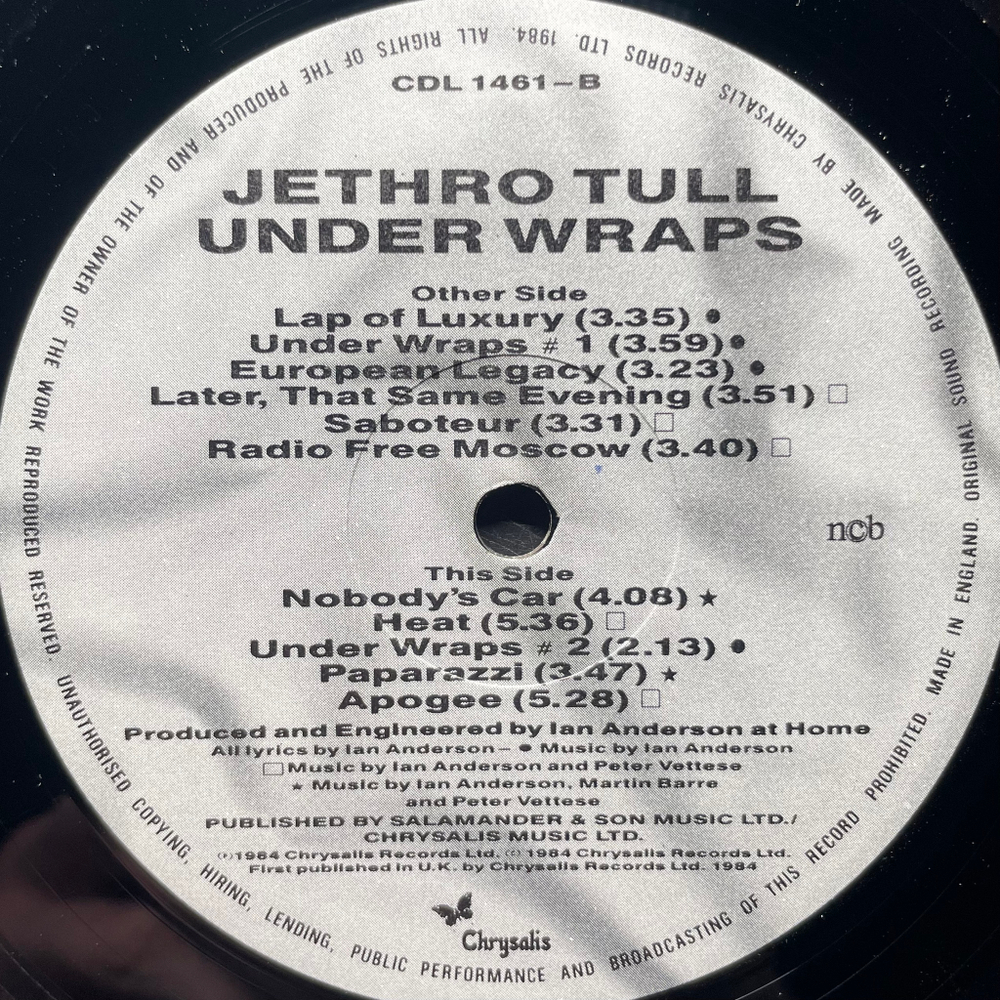 CDL 1461–B
JETHRO TULL
UNDER WRAPS
Other Side
Lap of Luxury (3.35) ●
Under Wraps # 1 (3.59) ●
European Legacy (3.23) ●
Later, That Same Evening (3.51) □
Saboteur (3.31) □
Radio Free Moscow (3.40) □
ncb
This Side
Nobody's Car (4.08) ★
Heat (5.36) □
Under Wraps # 2 (2.13) ●
Paparazzi (3.47) ★
Apogee (5.28) □
Produced and Engineered by Ian Anderson at Home
All lyrics by Ian Anderson – ● Music by Ian Anderson
□ Music by Ian Anderson and Peter Vettese
★ Music by Ian Anderson, Martin Barre
and Peter Vettese
PUBLISHED BY SALAMANDER & SON MUSIC LTD./
CHRYSALIS MUSIC LTD.
℗1984 Chrysalis Records Ltd. © 1984 Chrysalis Records Ltd.
First published in U.K. by Chrysalis Records Ltd. 1984
Chrysalis
MADE IN ENGLAND. ORIGINAL SOUND RECORDING MADE BY CHRYSALIS RECORDS LTD. 1984. ALL RIGHTS OF THE PRODUCER AND OF THE OWNER OF THE WORK REPRODUCED RESERVED. UNAUTHORISED COPYING, HIRING, LENDING, PUBLIC PERFORMANCE AND BROADCASTING OF THIS RECORD PROHIBITED.